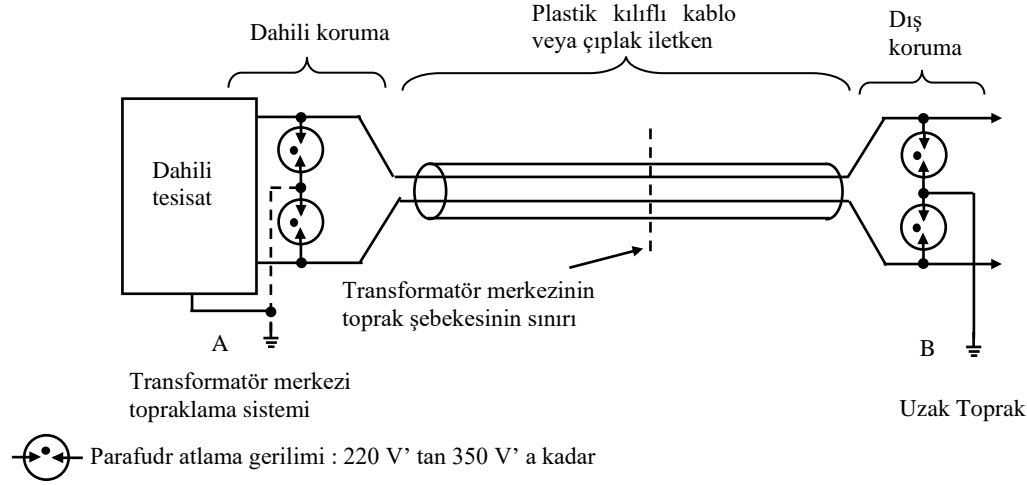 Dahili koruma
Plastik kılıflı kablo
veya çıplak iletken
Dış
koruma
Dahili
tesisat
Transformatör merkezinin
toprak şebekesinin sınırı
A
B
Transformatör merkezi
topraklama sistemi
Uzak Toprak
Parafudr atlama gerilimi : 220 V’ tan 350 V’ a kadar